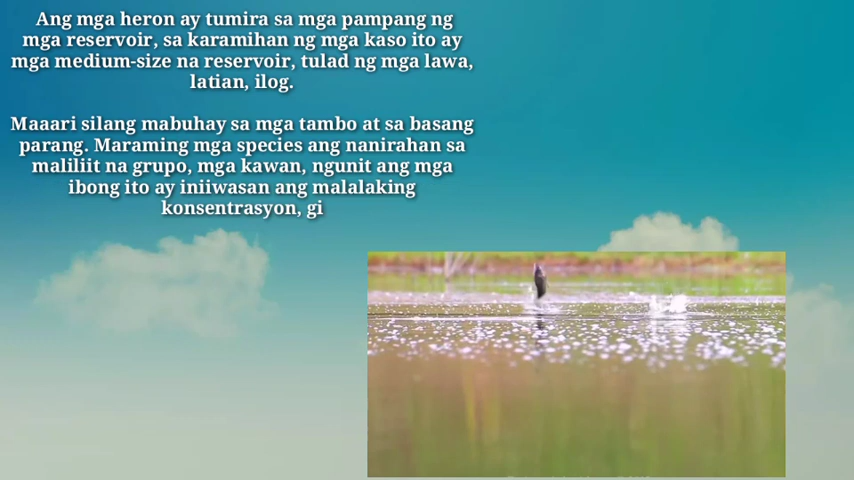 Ang mga heron ay tumira sa mga pampang ng
mga reservoir, sa karamihan ng mga kaso ito ay
mga medium-size na reservoir, tulad ng mga lawa,
latian, ilog.
Maaari silang mabuhay sa mga tambo at sa basang
parang. Maraming mga species ang nanirahan sa
maliliit na grupo, mga kawan, ngunit ang mga
ibong ito ay iniiwasan ang malalaking
konsentrasyon, gi